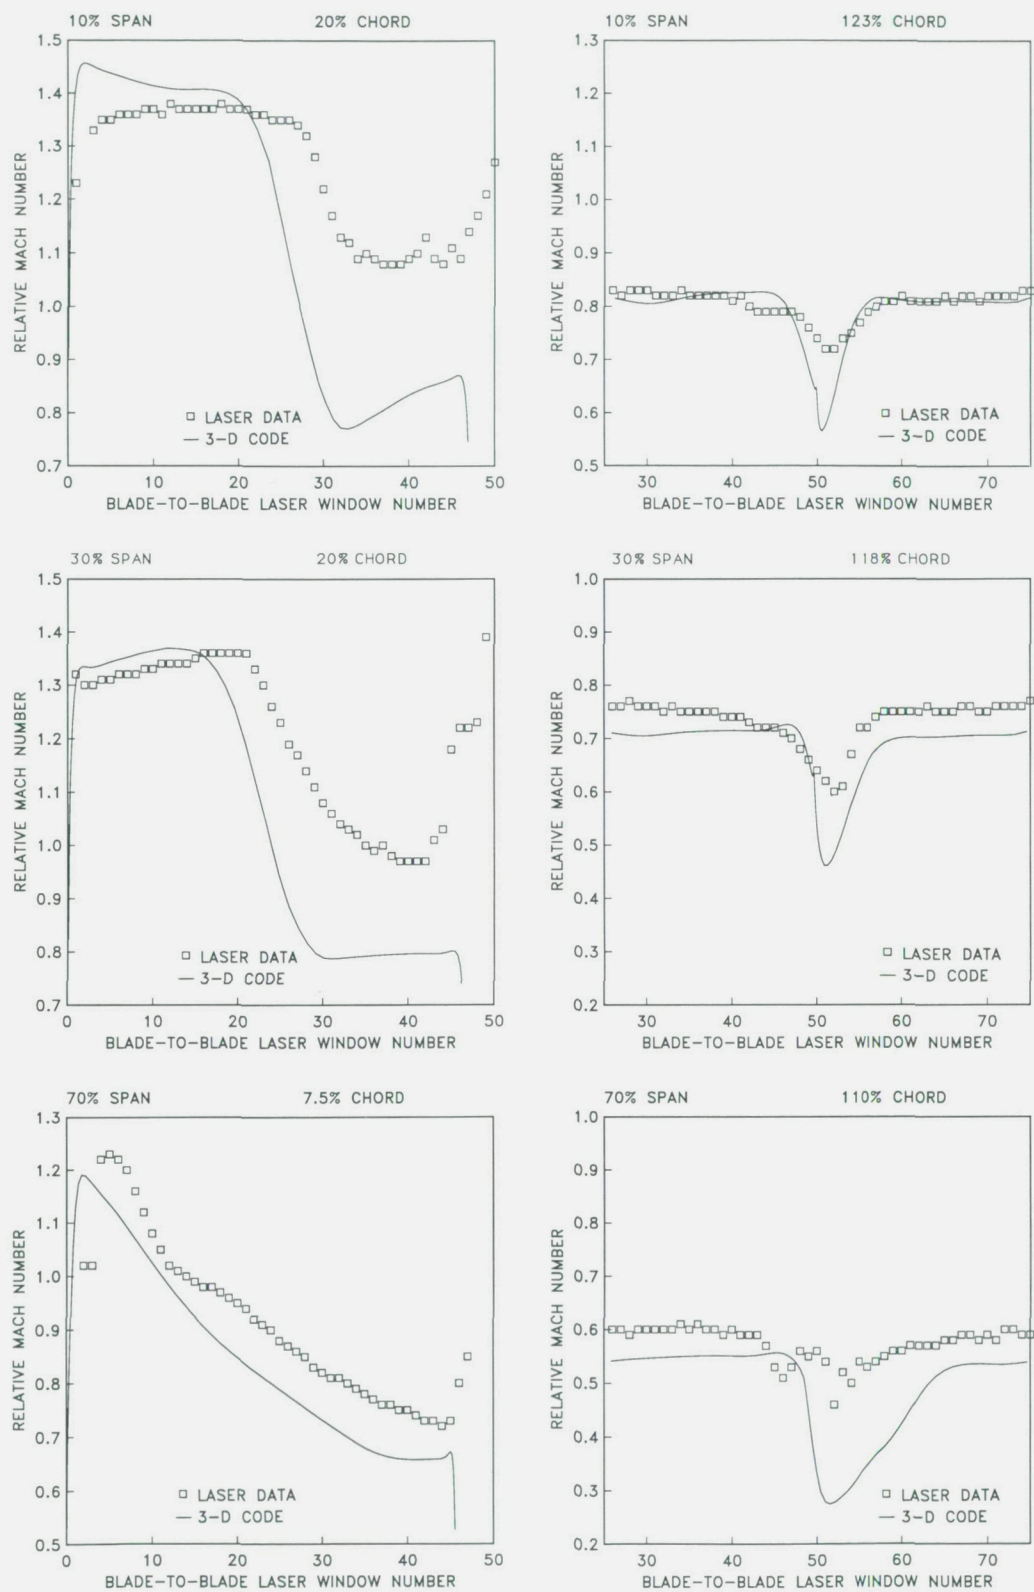 10% SPAN 20% CHORD
1.5
1.4
1.3
1.2
1.1
1.0
0.9
0.8
0.7
RELATIVE MACH NUMBER
LASER DATA
3-D CODE
0 10 20 30 40 50
BLADE-TO-BLADE LASER WINDOW NUMBER
10% SPAN 123% CHORD
1.3
1.2
1.1
1.0
0.9
0.8
0.7
0.6
0.5
RELATIVE MACH NUMBER
LASER DATA
3-D CODE
30 40 50 60 70
BLADE-TO-BLADE LASER WINDOW NUMBER
30% SPAN 20% CHORD
1.5
1.4
1.3
1.2
1.1
1.0
0.9
0.8
0.7
RELATIVE MACH NUMBER
LASER DATA
3-D CODE
0 10 20 30 40 50
BLADE-TO-BLADE LASER WINDOW NUMBER
30% SPAN 118% CHORD
1.0
0.9
0.8
0.7
0.6
0.5
0.4
0.3
0.2
RELATIVE MACH NUMBER
LASER DATA
3-D CODE
30 40 50 60 70
BLADE-TO-BLADE LASER WINDOW NUMBER
70% SPAN 7.5% CHORD
1.3
1.2
1.1
1.0
0.9
0.8
0.7
0.6
0.5
RELATIVE MACH NUMBER
LASER DATA
3-D CODE
0 10 20 30 40 50
BLADE-TO-BLADE LASER WINDOW NUMBER
70% SPAN 110% CHORD
1.0
0.9
0.8
0.7
0.6
0.5
0.4
0.3
0.2
RELATIVE MACH NUMBER
LASER DATA
3-D CODE
30 40 50 60 70
BLADE-TO-BLADE LASER WINDOW NUMBER